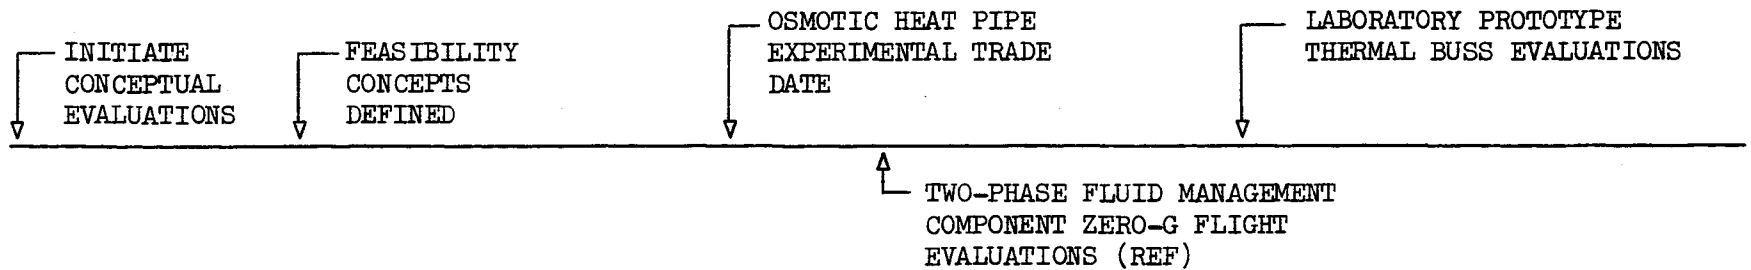 INITIATE
CONCEPTUAL
EVALUATIONS
FEASIBILITY
CONCEPTS
DEFINED
OSMOTIC HEAT PIPE
EXPERIMENTAL TRADE
DATE
LABORATORY PROTOTYPE
THERMAL BUSS EVALUATIONS
TWO-PHASE FLUID MANAGEMENT
COMPONENT ZERO-G FLIGHT
EVALUATIONS (REF)